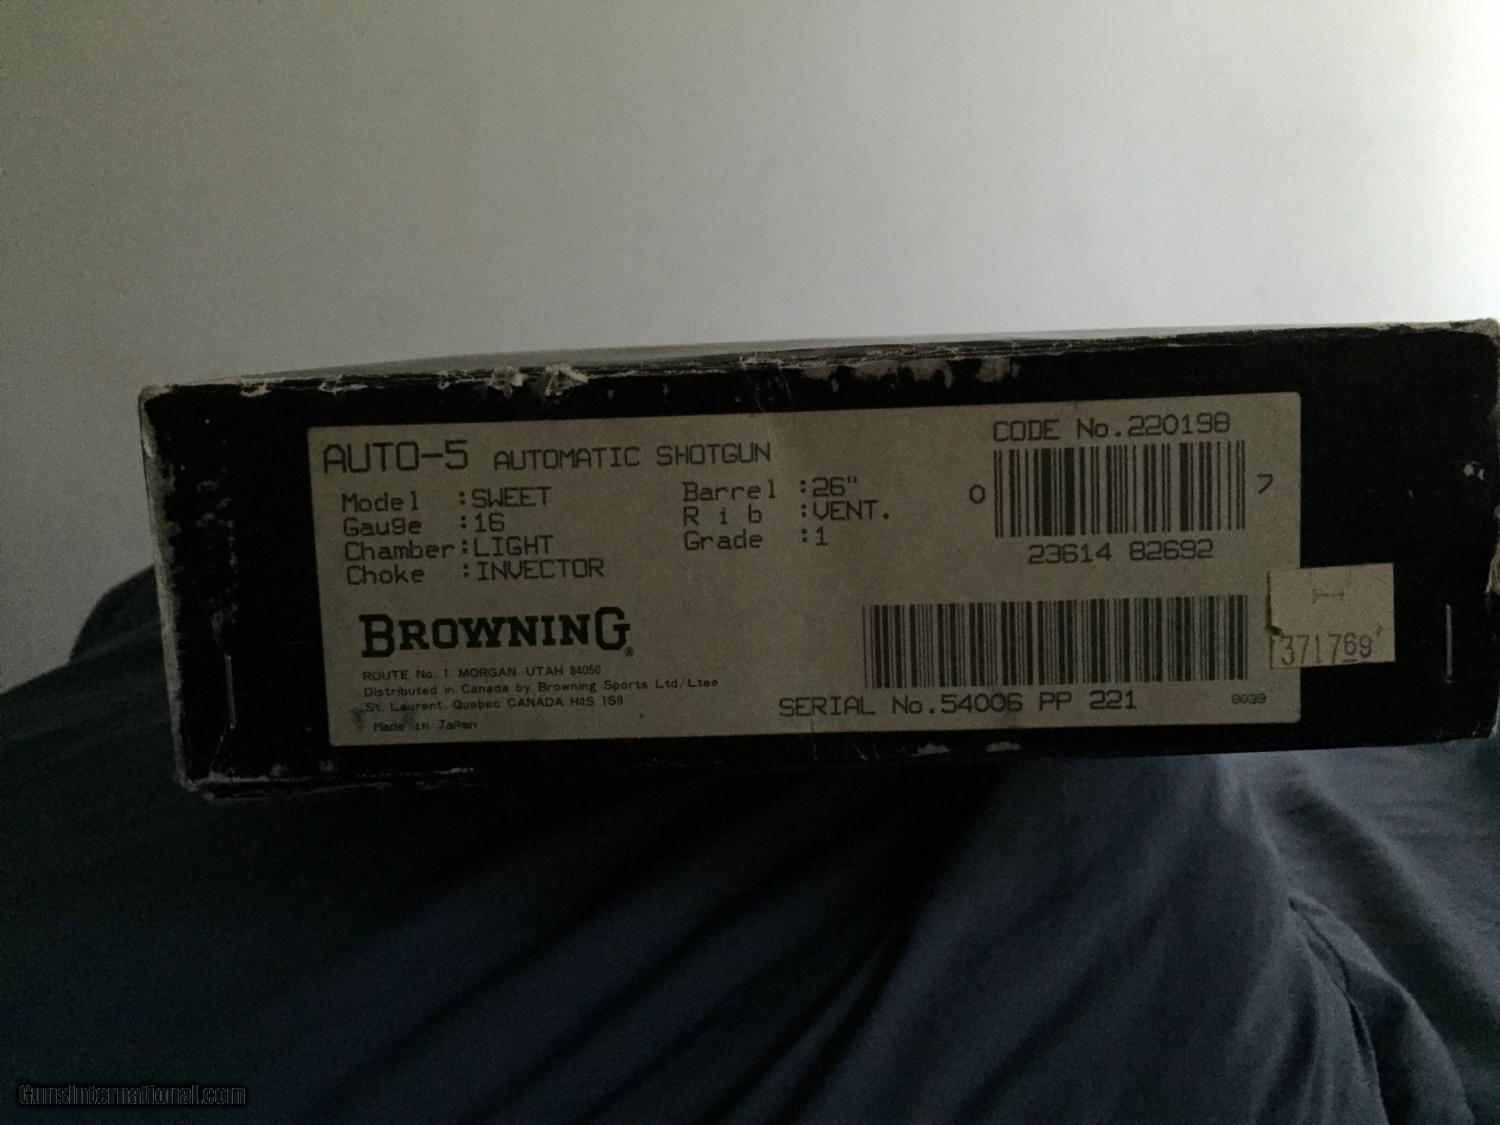 AUTO-5 AUTOMATIC SHOTGUN
Model :SWEET
Gauge :16
Chamber:LIGHT
Choke :INVECTOR
Barrel :26"
Rib :VENT.
Grade :1
CODE No.220198
0 7
23614 82692
BROWNING®
ROUTE No. 1. MORGAN. UTAH 84050
Distributed in Canada by Browning Sports Ltd/Ltee
St. Laurent, Quebec CANADA H4S 1S9
Made in Japan
SERIAL No.54006 PP 221
9039
371769
GunsInternational.com